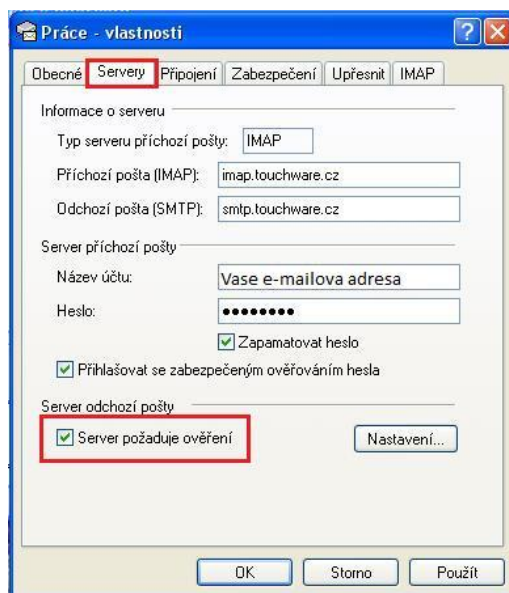 Práce - vlastnosti
Obecné Servery Připojení Zabezpečení Upřesnit IMAP
Informace o serveru
Typ serveru příchozí pošty: IMAP
Příchozí pošta (IMAP): imap.touchware.cz
Odchozí pošta (SMTP): smtp.touchware.cz
Server příchozí pošty
Název účtu: Vase e-mailova adresa
Heslo: ●●●●●●●●
Zapamatovat heslo
Přihlašovat se zabezpečeným ověřováním hesla
Server odchozí pošty
Server požaduje ověření Nastavení...
OK Storno Použít